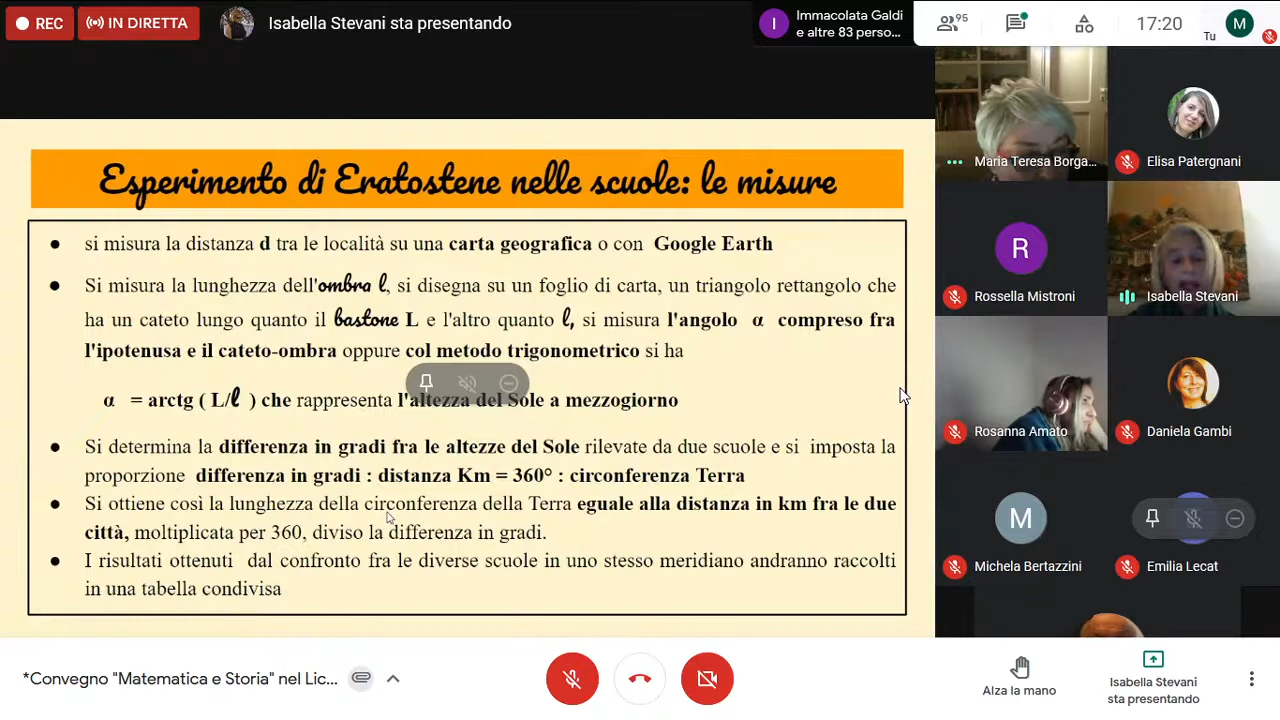 REC
IN DIRETTA
Isabella Stevani sta presentando
I
Immacolata Galdi
e altre 83 perso...
95
17:20
Tu
M
Esperimento di Eratostene nelle scuole: le misure
● si misura la distanza d tra le località su una carta geografica o con Google Earth
● Si misura la lunghezza dell'ombra l, si disegna su un foglio di carta, un triangolo rettangolo che
ha un cateto lungo quanto il bastone L e l'altro quanto l, si misura l'angolo α compreso fra
l'ipotenusa e il cateto-ombra oppure col metodo trigonometrico si ha
α = arctg ( L/l ) che rappresenta l'altezza del Sole a mezzogiorno
● Si determina la differenza in gradi fra le altezze del Sole rilevate da due scuole e si imposta la
proporzione differenza in gradi : distanza Km = 360° : circonferenza Terra
● Si ottiene così la lunghezza della circonferenza della Terra eguale alla distanza in km fra le due
città, moltiplicata per 360, diviso la differenza in gradi.
● I risultati ottenuti dal confronto fra le diverse scuole in uno stesso meridiano andranno raccolti
in una tabella condivisa
Maria Teresa Borga...
Elisa Patergnani
R
Rossella Mistroni
Isabella Stevani
Rosanna Amato
Daniela Gambi
M
Michela Bertazzini
Emilia Lecat
*Convegno "Matematica e Storia" nel Lic...
Alza la mano
Isabella Stevani
sta presentando